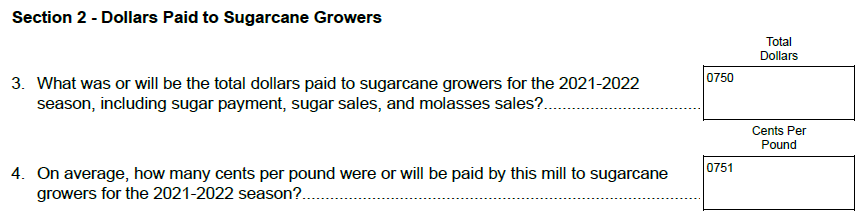 Section 2 - Dollars Paid to Sugarcane Growers
Total
Dollars
3. What was or will be the total dollars paid to sugarcane growers for the 2021-2022
season, including sugar payment, sugar sales, and molasses sales?..................................
0750
Cents Per
Pound
4. On average, how many cents per pound were or will be paid by this mill to sugarcane
growers for the 2021-2022 season?.....................................................................................
0751